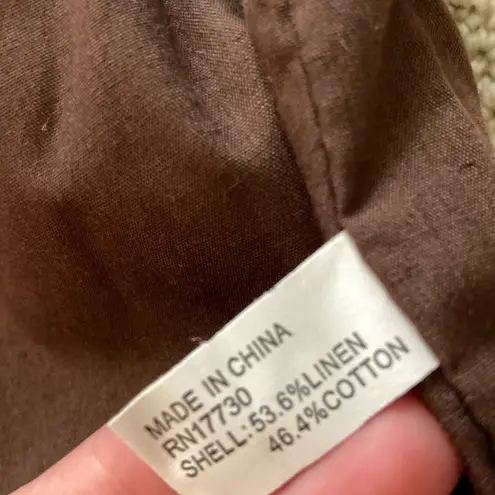 MADE IN CHINA
RN17730
SHELL:53.6%LINEN
46.4%COTTON